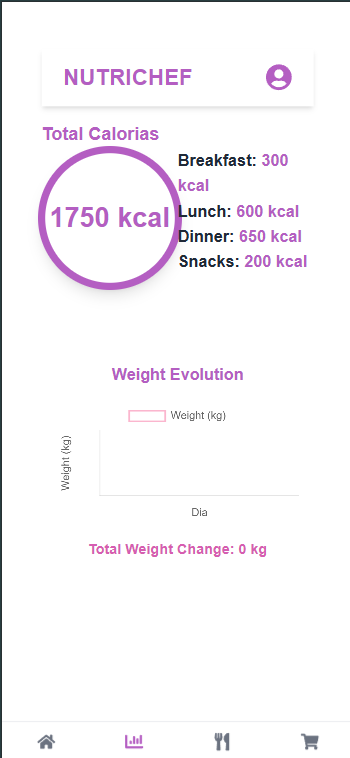 NUTRICHEF
Total Calorias
1750 kcal
Breakfast: 300
kcal
Lunch: 600 kcal
Dinner: 650 kcal
Snacks: 200 kcal
Weight Evolution
Weight (kg)
Weight (kg)
Dia
Total Weight Change: 0 kg